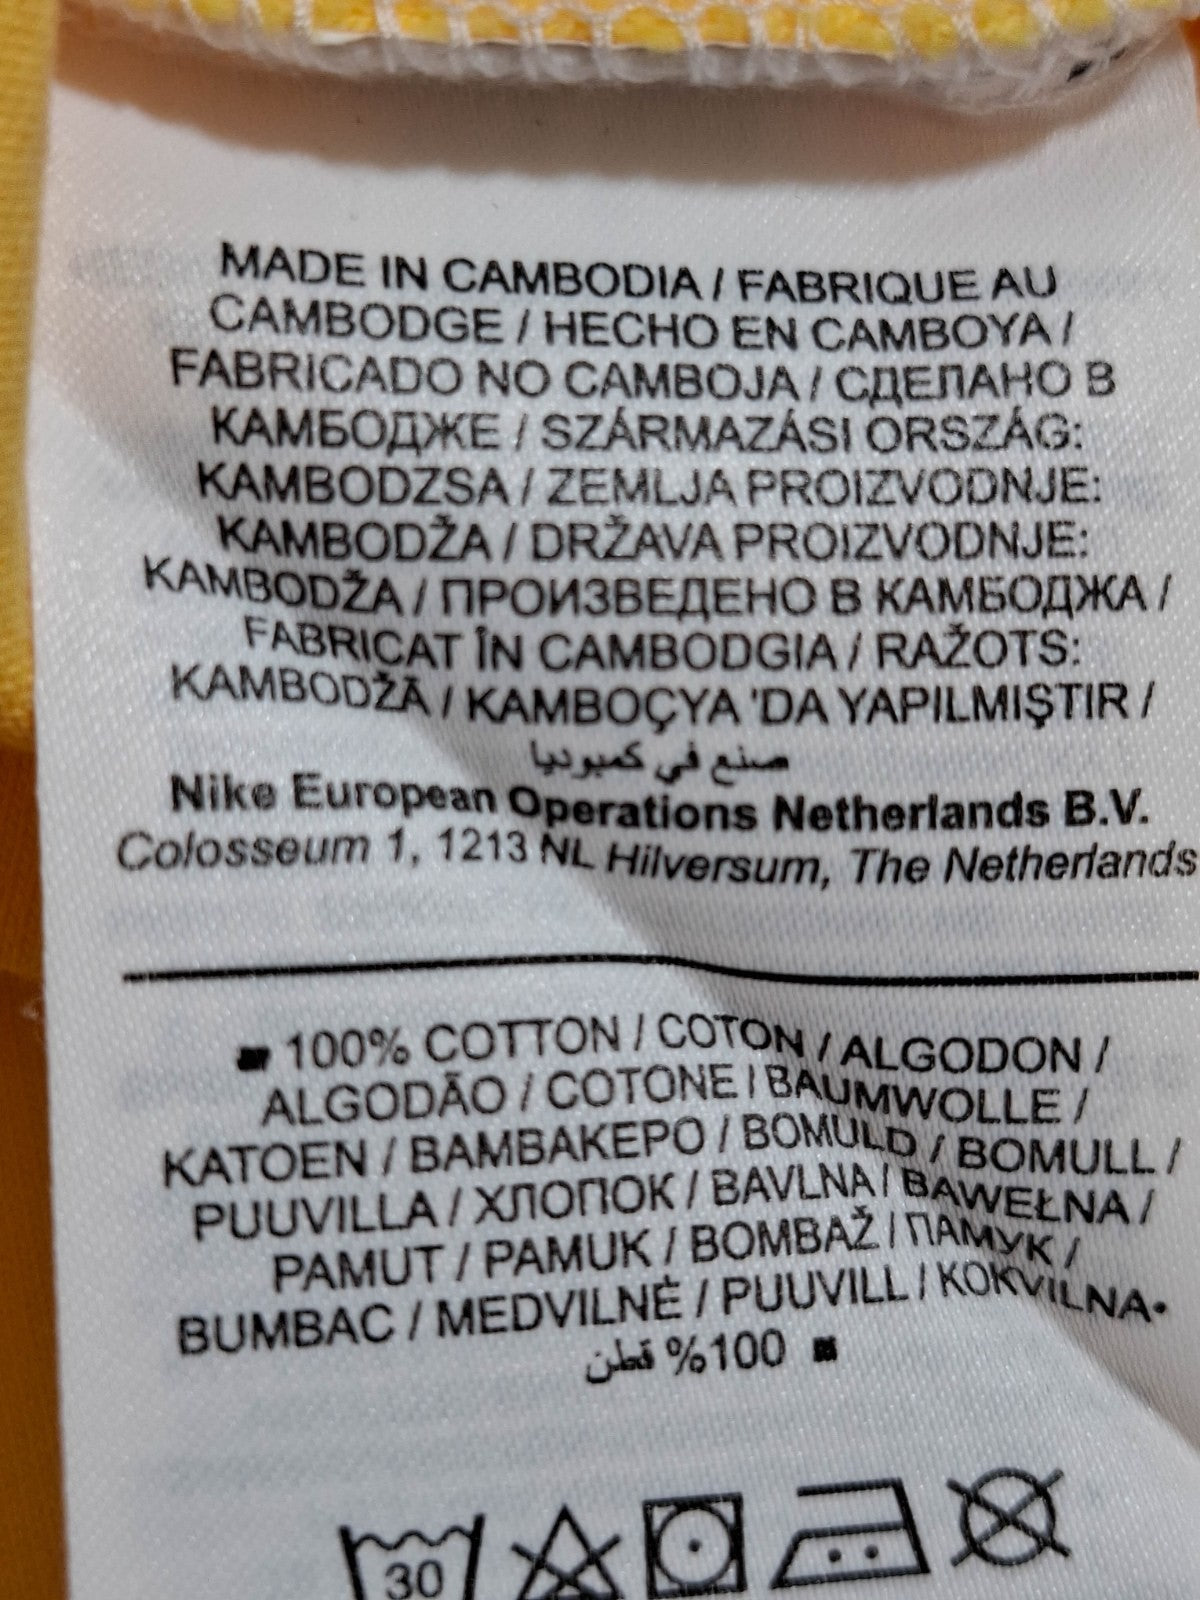 MADE IN CAMBODIA / FABRIQUE AU
CAMBODGE / HECHO EN CAMBOYA /
FABRICADO NO CAMBOJA / СДЕЛАНО В
КАМБОДЖЕ / SZÁRMAZÁSI ORSZÁG:
KAMBODZSA / ZEMLJA PROIZVODNJE:
KAMBODŽA / DRŽAVA PROIZVODNJE:
KAMBODŽA / ПРОИЗВЕДЕНО В КАМБОДЖА /
FABRICAT ÎN CAMBODGIA / RAŽOTS:
KAMBODŽĀ / KAMBOÇYA 'DA YAPILMIŞTIR /
صنع في كمبوديا
Nike European Operations Netherlands B.V.
Colosseum 1, 1213 NL Hilversum, The Netherlands
■ 100% COTTON / COTON / ALGODON /
ALGODÃO / COTONE / BAUMWOLLE /
KATOEN / ΒΑΜΒΑΚΕΡΟ / BOMULD / BOMULL /
PUUVILLA / ХЛОПОК / BAVLNA / BAWEŁNA /
PAMUT / PAMUK / BOMBAŽ / ПАМУК /
BUMBAC / MEDVILNĖ / PUUVILL / KOKVILNA•
■ 100% قطن
30